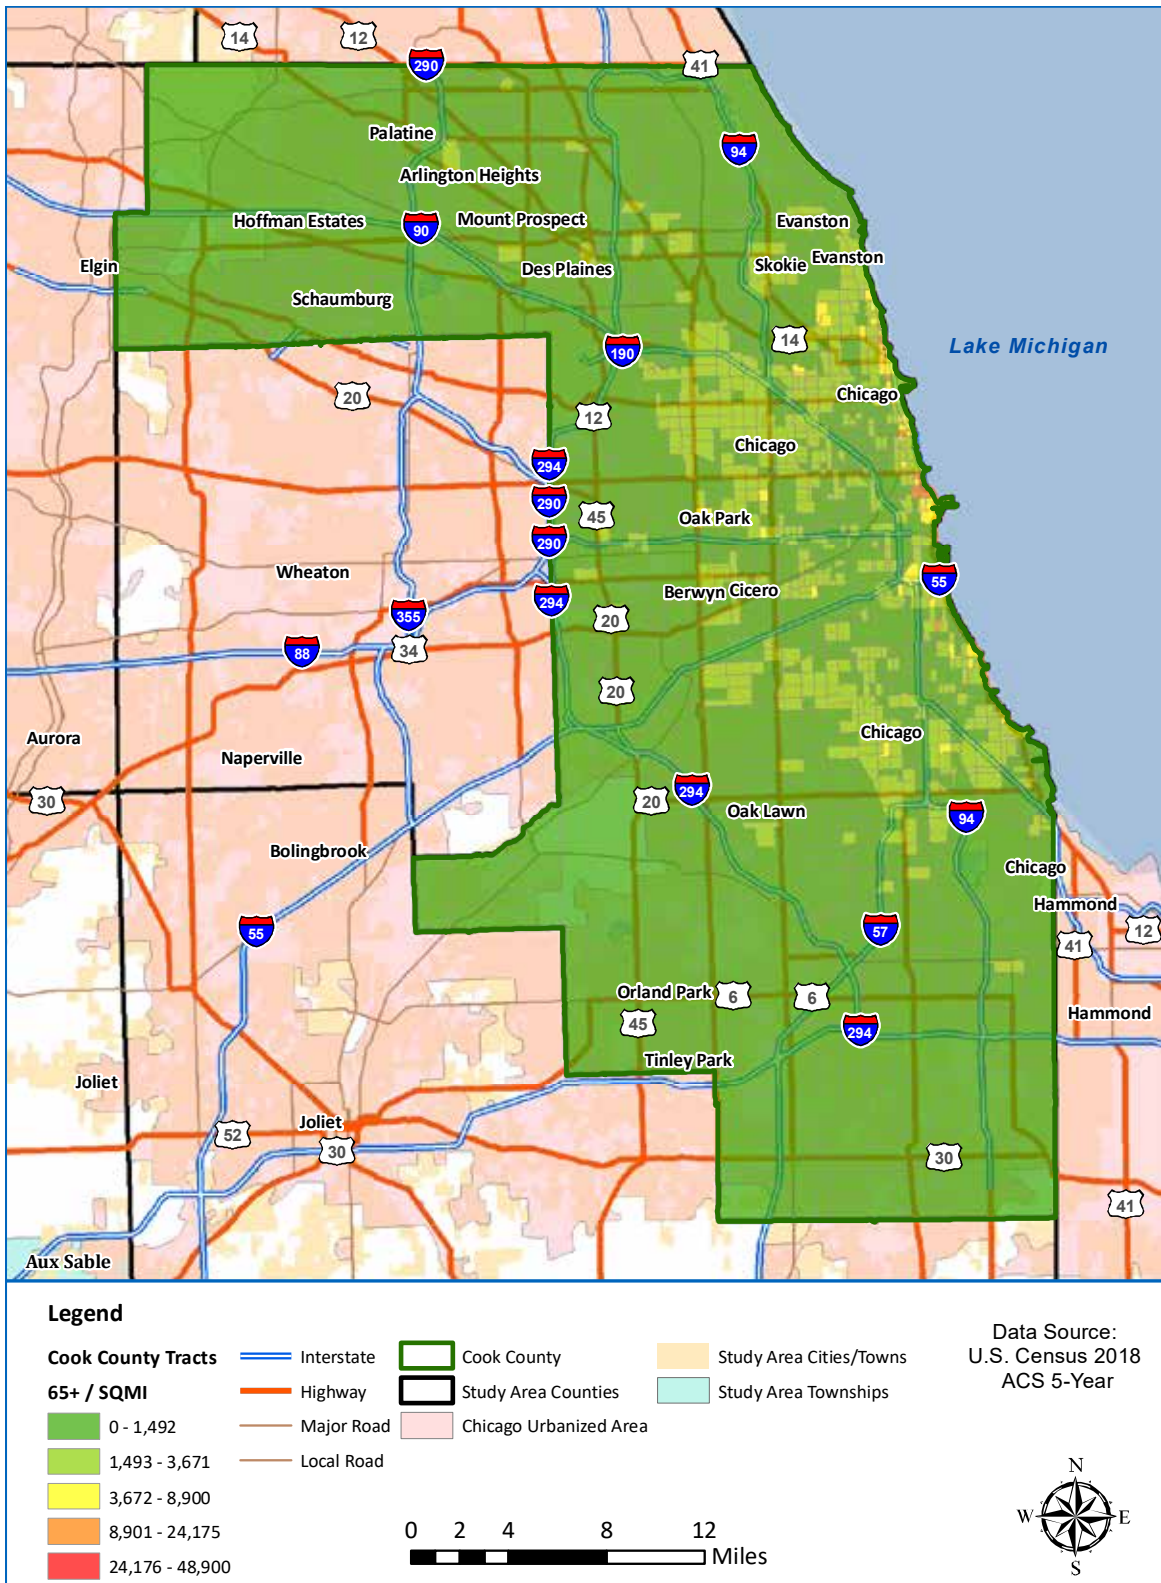 14
12
290
41
Palatine
94
Arlington Heights
Hoffman Estates
90
Mount Prospect
Evanston
Elgin
Des Plaines
Skokie
Evanston
Schaumburg
190
14
Lake Michigan
20
12
Chicago
Chicago
294
290
45
Oak Park
290
Wheaton
294
Berwyn
Cicero
55
355
20
88
34
20
Aurora
Naperville
Chicago
30
20
294
Oak Lawn
94
Bolingbrook
Chicago
Hammond
55
57
41
12
Orland Park
6
6
45
294
Hammond
Tinley Park
Joliet
Joliet
52
30
30
41
Aux Sable
Legend
Cook County Tracts
65+ / SQMI
0 - 1,492
1,493 - 3,671
3,672 - 8,900
8,901 - 24,175
24,176 - 48,900
Interstate
Highway
Major Road
Local Road
Cook County
Study Area Counties
Chicago Urbanized Area
Study Area Cities/Towns
Study Area Townships
Data Source:
U.S. Census 2018
ACS 5-Year
0 2 4 8 12
Miles
N
W E
S